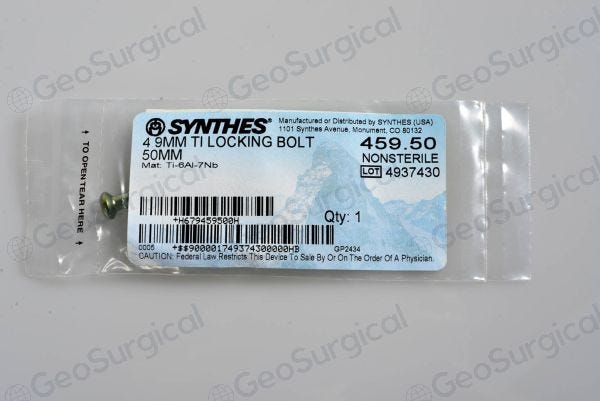 SYNTHES®
Manufactured or Distributed by SYNTHES (USA)
1101 Synthes Avenue, Monument, CO 80132
4 9MM TI LOCKING BOLT
50MM
Mat: Ti-6Al-7Nb
459.50
NONSTERILE
LOT 4937430
+H679459500H
Qty: 1
0005
+$$90000174937430000HB
GP2434
CAUTION: Federal Law Restricts This Device To Sale By Or On The Order Of A Physician.
TO OPEN TEAR HERE
GeoSurgical
GeoSurgical
GeoSurgical
GeoSurgical
GeoSurgical
GeoSurgical